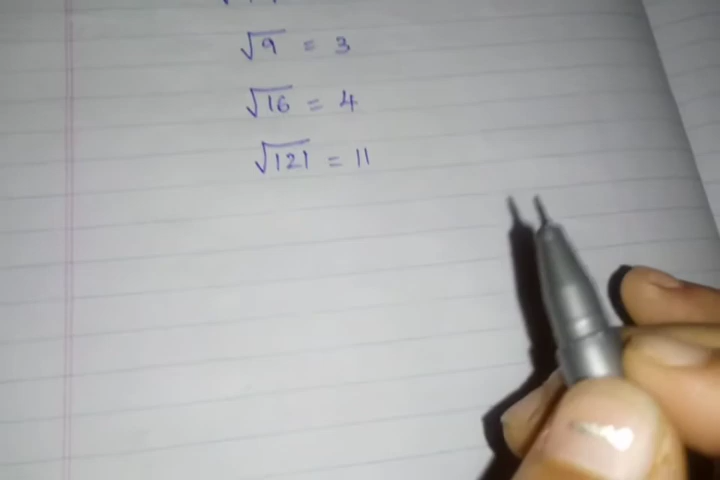 √9 = 3
√16 = 4
√121 = 11